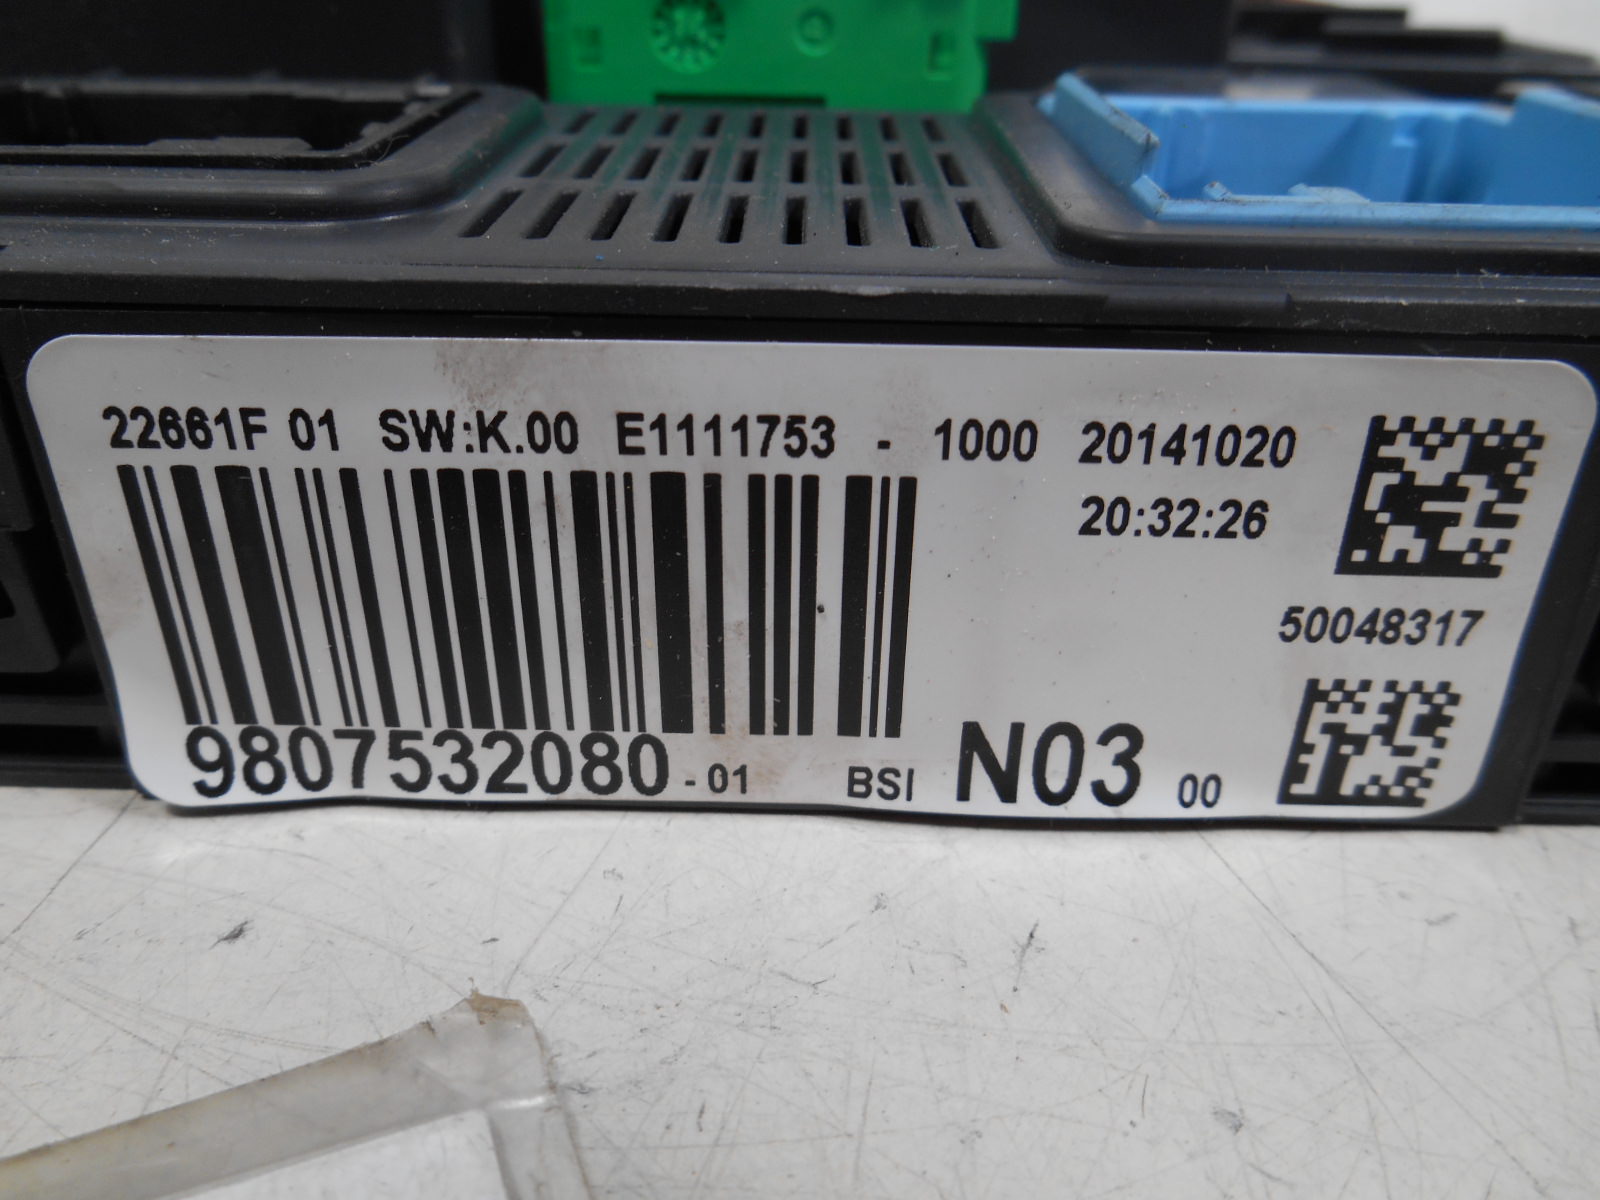 22661F 01 SW:K.00 E1111753 - 1000 20141020
20:32:26
50048317
9807532080 - 01 BSI N03 00